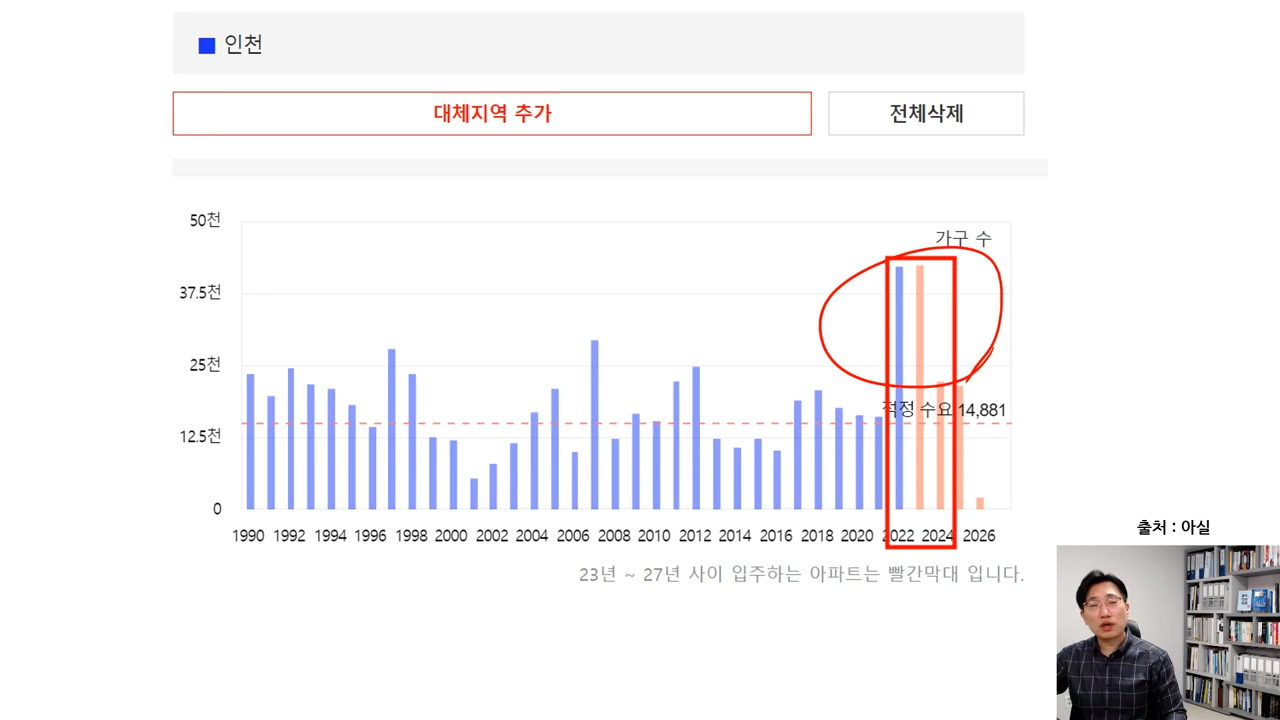 인천
대체지역 추가
전체삭제
50천
37.5천
25천
12.5천
0
가구 수
적정 수요 14,881
1990 1992 1994 1996 1998 2000 2002 2004 2006 2008 2010 2012 2014 2016 2018 2020 2022 2024 2026
23년 ~ 27년 사이 입주하는 아파트는 빨간막대 입니다.
출처 : 아실